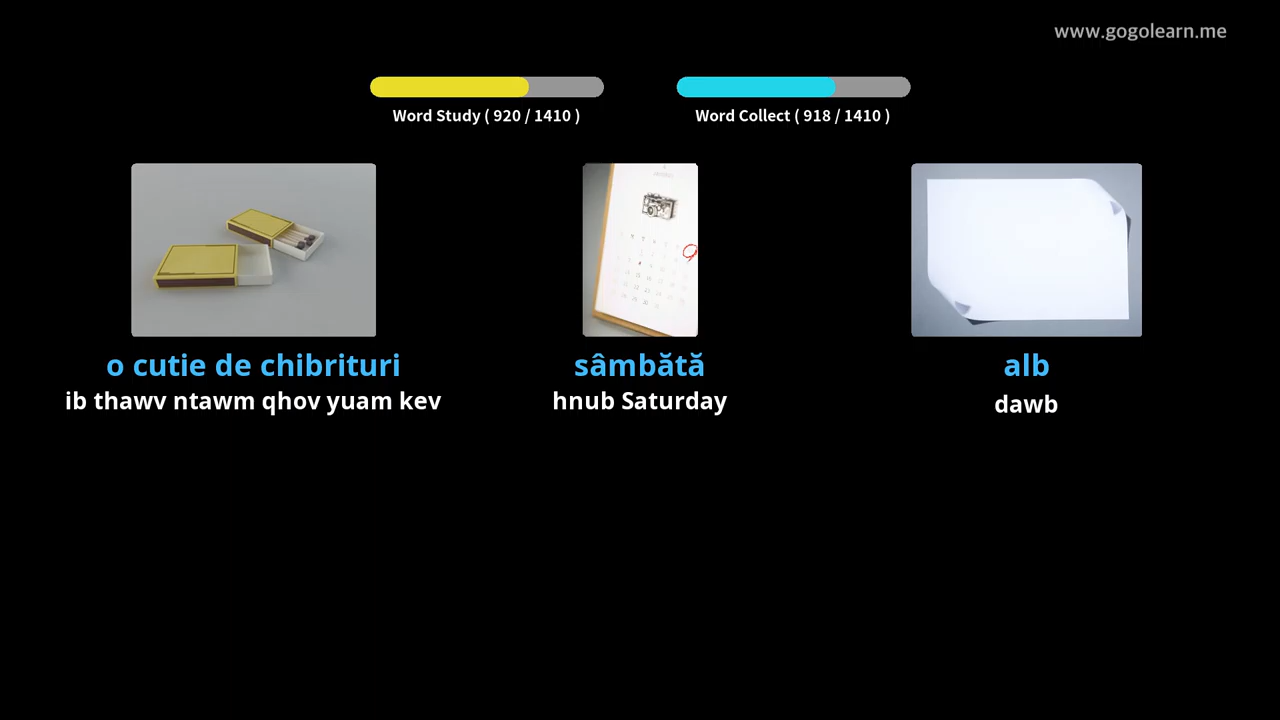 www.gogolearn.me
Word Study ( 920 / 1410 )
Word Collect ( 918 / 1410 )
o cutie de chibrituri
ib thawv ntawm qhov yuam kev
sâmbătă
hnub Saturday
alb
dawb